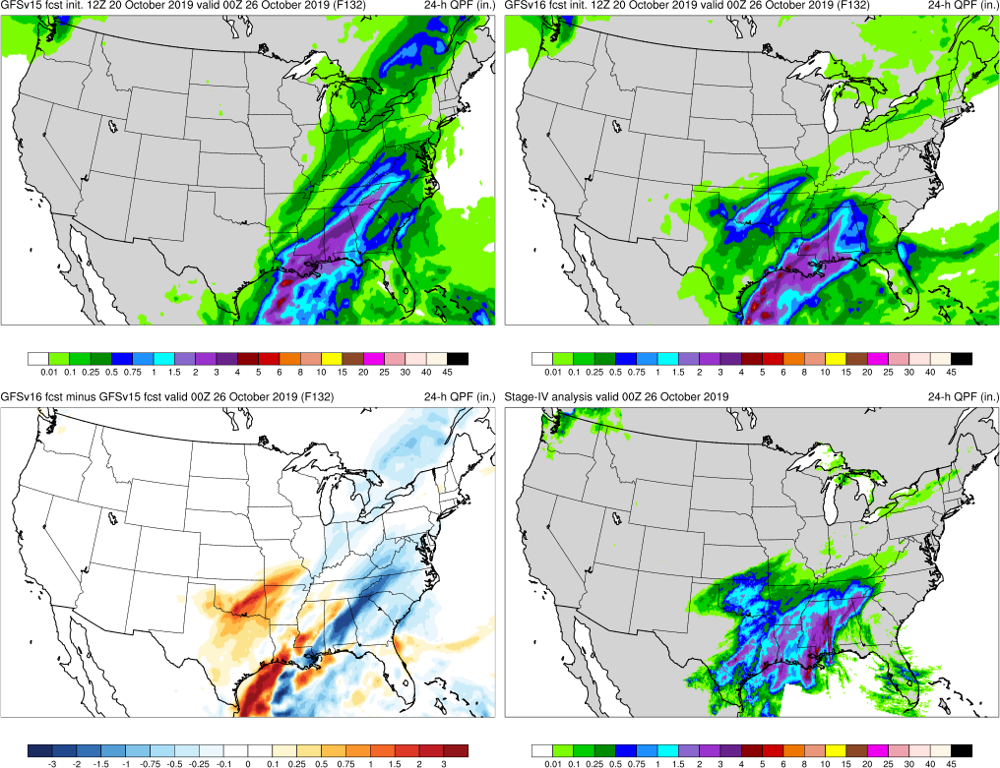 GFSv15 fcst init. 12Z 20 October 2019 valid 00Z 26 October 2019 (F132) 24-h QPF (in.)
GFSv16 fcst init. 12Z 20 October 2019 valid 00Z 26 October 2019 (F132) 24-h QPF (in.)
0.01 0.1 0.25 0.5 0.75 1 1.5 2 3 4 5 6 8 10 15 20 25 30 40 45
0.01 0.1 0.25 0.5 0.75 1 1.5 2 3 4 5 6 8 10 15 20 25 30 40 45
GFSv16 fcst minus GFSv15 fcst valid 00Z 26 October 2019 (F132) 24-h QPF (in.)
Stage-IV analysis valid 00Z 26 October 2019 24-h QPF (in.)
-3 -2 -1.5 -1 -0.75 -0.5 -0.25 -0.1 0 0.1 0.25 0.5 0.75 1 1.5 2 3
0.01 0.1 0.25 0.5 0.75 1 1.5 2 3 4 5 6 8 10 15 20 25 30 40 45